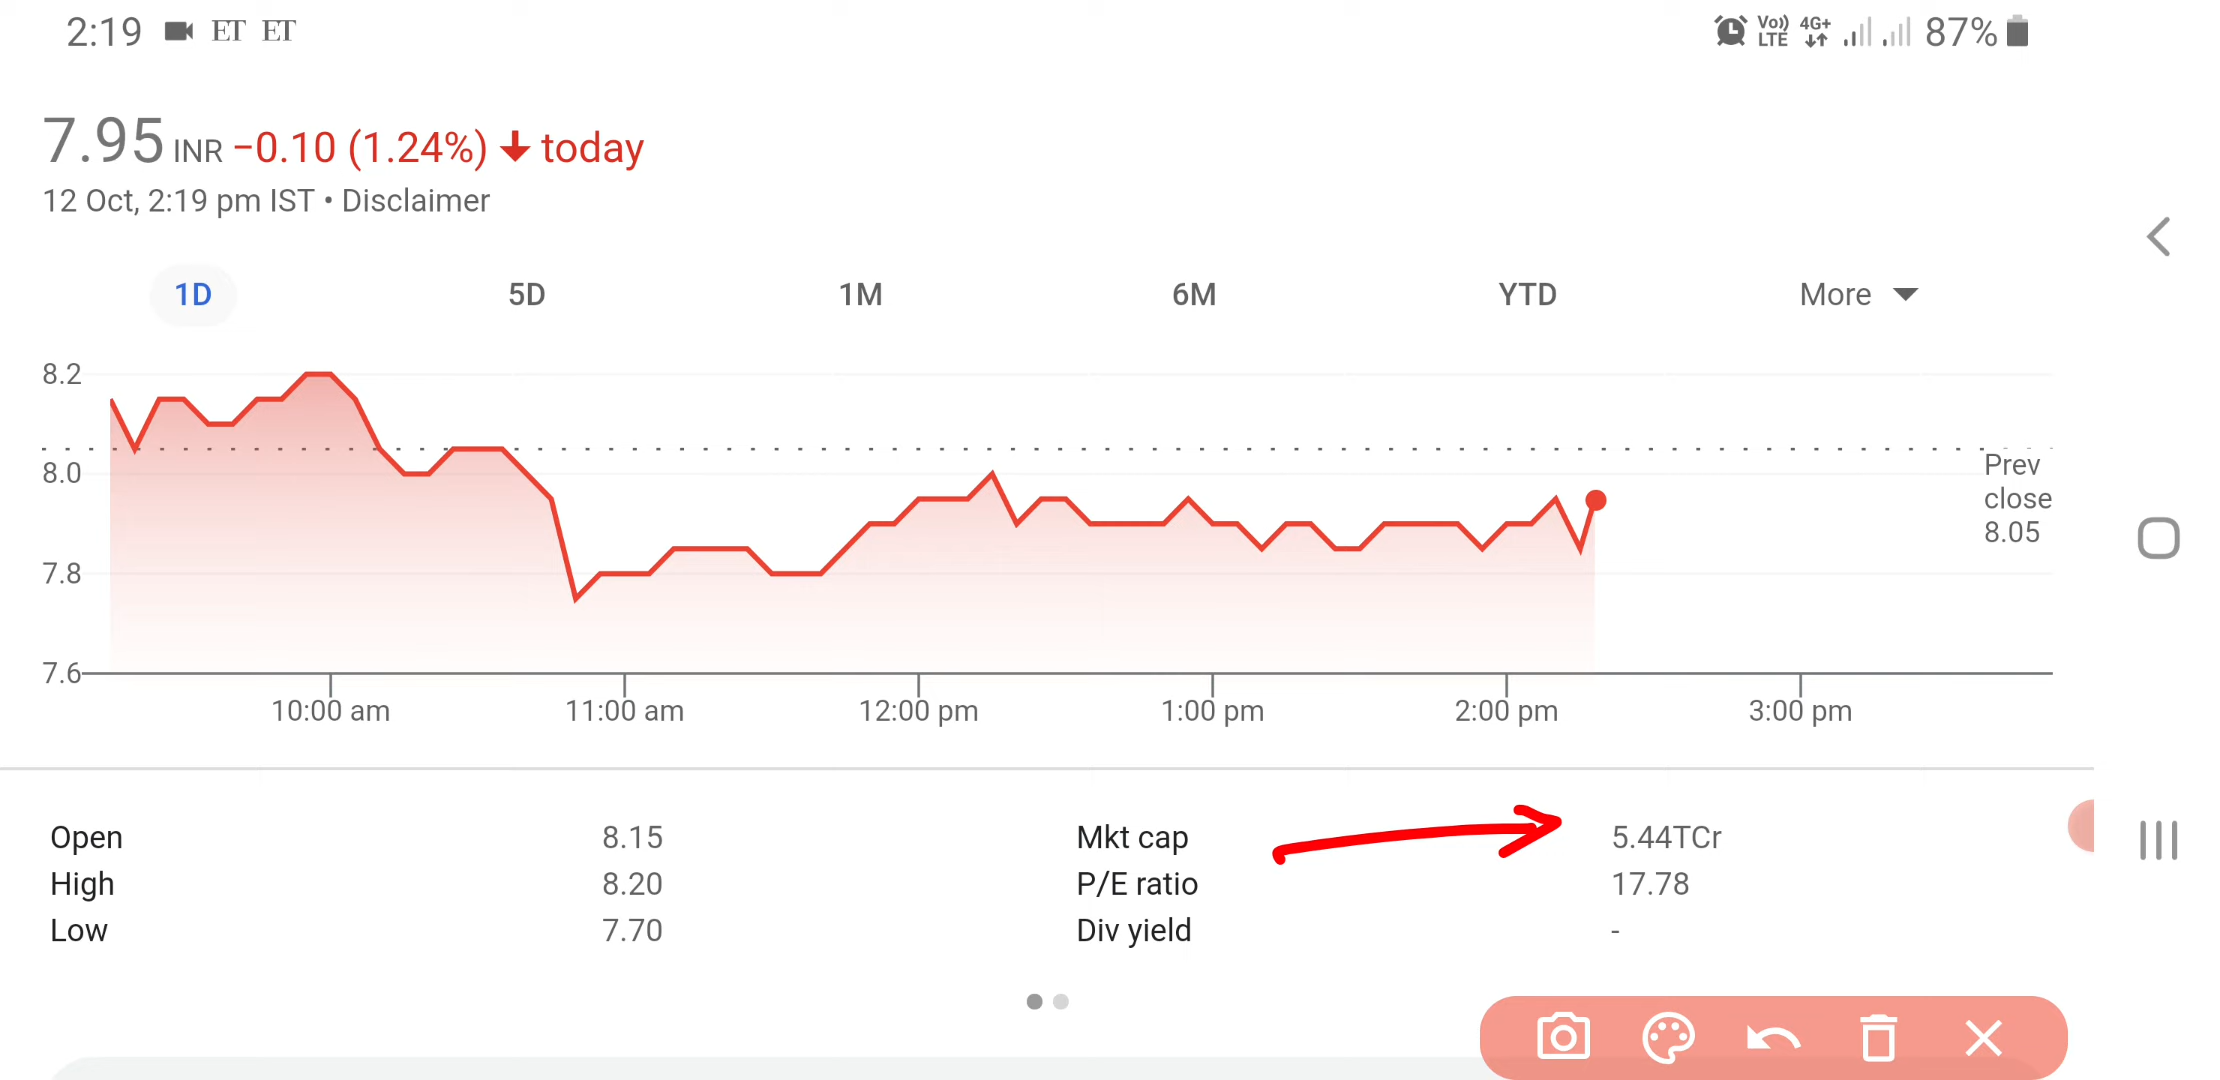 2:19 ET ET Vo)) LTE 4G+ 87%
7.95 INR −0.10 (1.24%) today
12 Oct, 2:19 pm IST • Disclaimer
1D 5D 1M 6M YTD More
8.2
8.0
7.8
7.6
Prev
close
8.05
10:00 am 11:00 am 12:00 pm 1:00 pm 2:00 pm 3:00 pm
Open 8.15 Mkt cap 5.44TCr
High 8.20 P/E ratio 17.78
Low 7.70 Div yield -